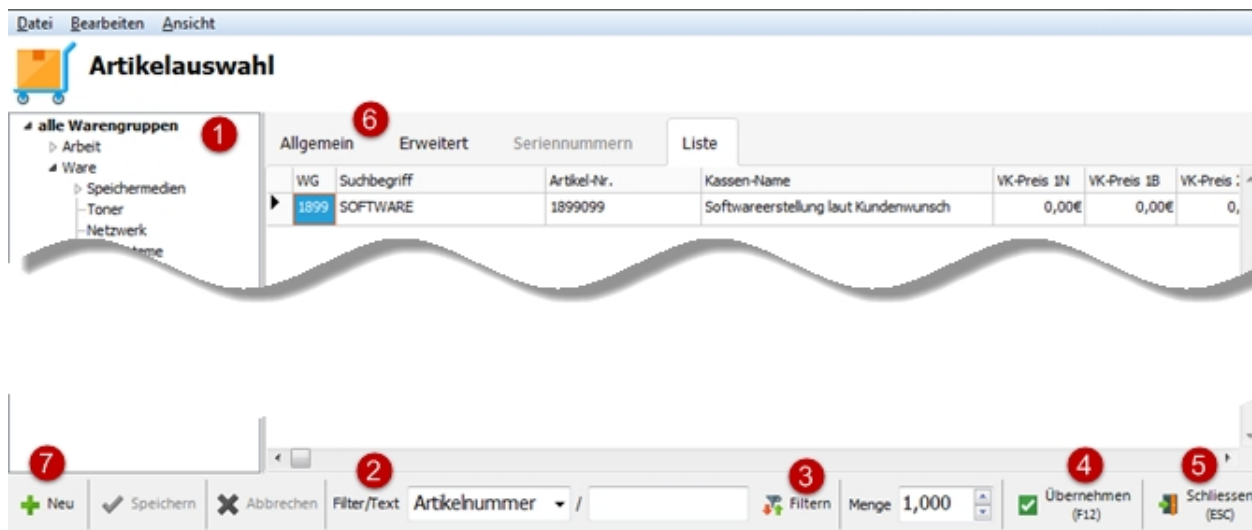 Datei Bearbeiten Ansicht
Artikelauswahl
alle Warengruppen 1
Arbeit
Ware
Speichermedien
Toner
Netzwerk
6
Allgemein Erweitert Seriennummern Liste
WG Suchbegriff Artikel-Nr. Kassen-Name VK-Preis 1N VK-Preis 1B VK-Preis
1899 SOFTWARE 1899099 Softwareerstellung laut Kundenwunsch 0,00€ 0,00€ 0,
7 2 3 4 5
Neu Speichern Abbrechen Filter/Text Artikelnummer / Filtern Menge 1,000 Übernehmen (F12) Schliessen (ESC)